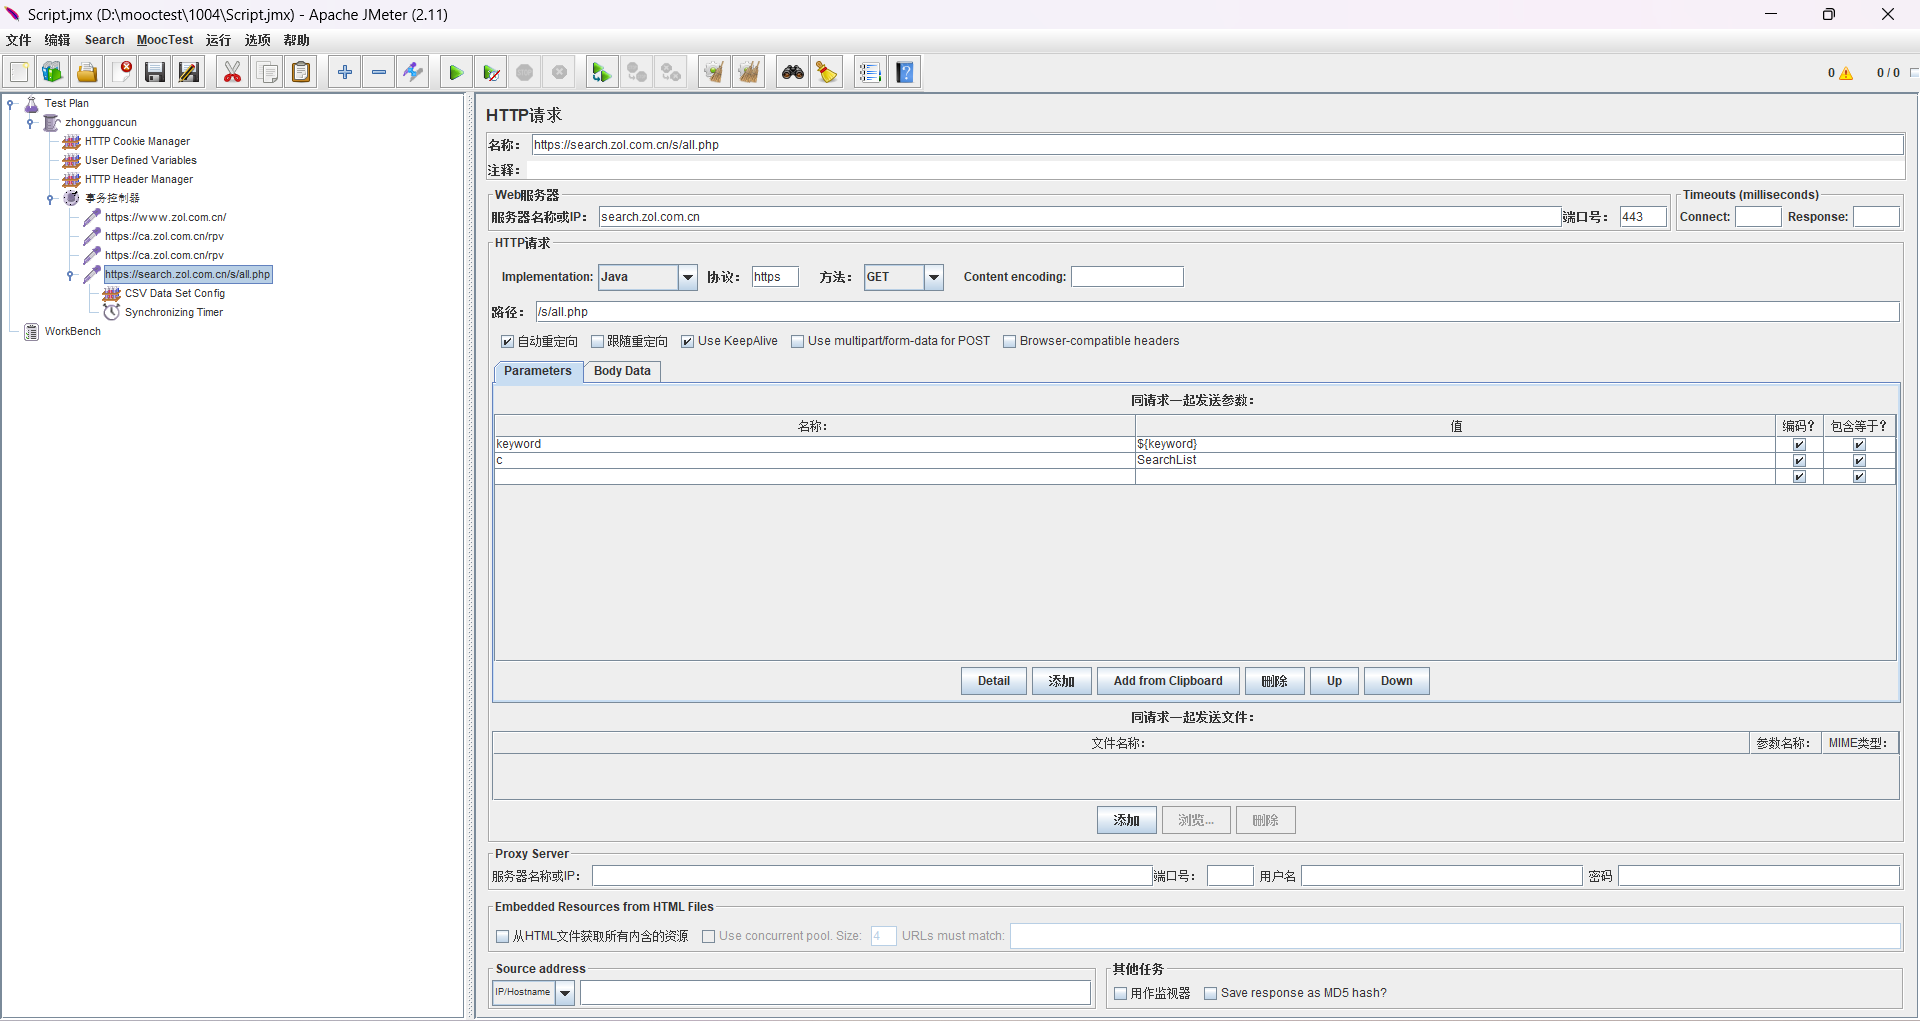 Script.jmx (D:\mooctest\1004\Script.jmx) - Apache JMeter (2.11)
文件 编辑 Search MoocTest 运行 选项 帮助
0 0 / 0
Test Plan
zhongguancun
HTTP Cookie Manager
User Defined Variables
HTTP Header Manager
事务控制器
https://www.zol.com.cn/
https://ca.zol.com.cn/rpv
https://ca.zol.com.cn/rpv
https://search.zol.com.cn/s/all.php
CSV Data Set Config
Synchronizing Timer
WorkBench
HTTP请求
名称: https://search.zol.com.cn/s/all.php
注释:
Web服务器
服务器名称或IP: search.zol.com.cn 端口号: 443
Timeouts (milliseconds)
Connect: Response:
HTTP请求
Implementation: Java 协议: https 方法: GET Content encoding:
路径: /s/all.php
自动重定向 跟随重定向 Use KeepAlive Use multipart/form-data for POST Browser-compatible headers
Parameters Body Data
同请求一起发送参数:
名称: 值 编码? 包含等于?
keyword ${keyword}
c SearchList
Detail 添加 Add from Clipboard 删除 Up Down
同请求一起发送文件:
文件名称: 参数名称: MIME类型:
添加 浏览... 删除
Proxy Server
服务器名称或IP: 端口号: 用户名 密码
Embedded Resources from HTML Files
从HTML文件获取所有内含的资源 Use concurrent pool. Size: 4 URLs must match:
Source address
IP/Hostname
其他任务
用作监视器 Save response as MD5 hash?